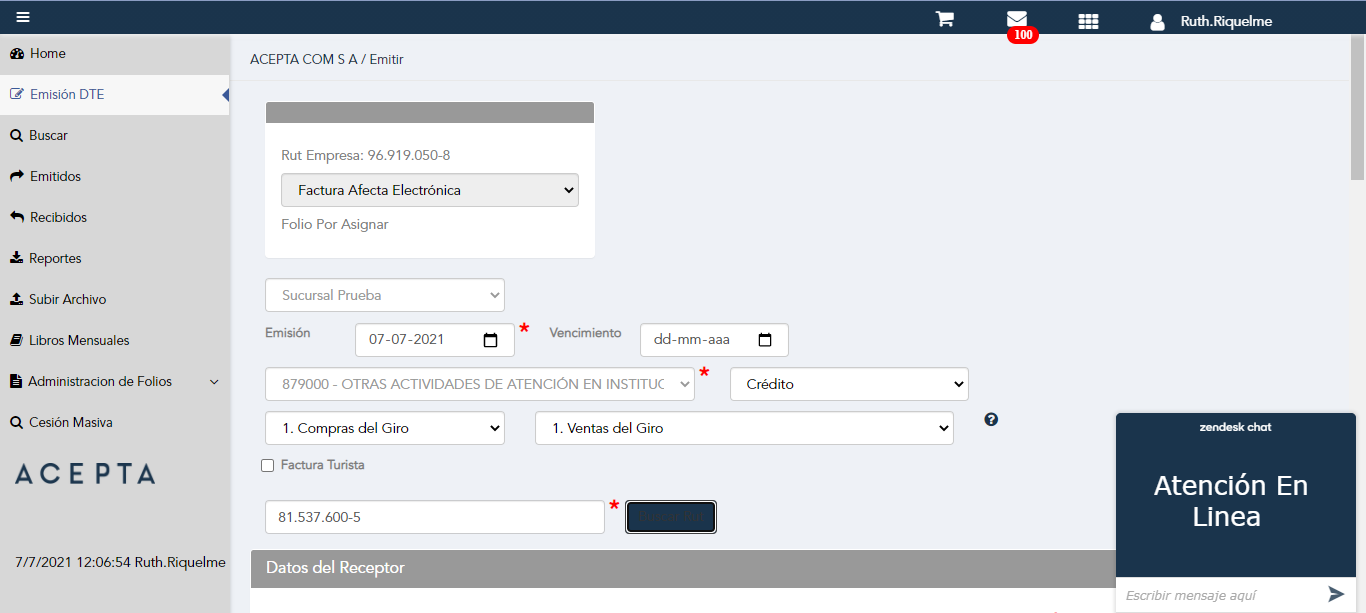 100
Ruth.Riquelme
Home
Emisión DTE
Buscar
Emitidos
Recibidos
Reportes
Subir Archivo
Libros Mensuales
Administracion de Folios
Cesión Masiva
ACEPTA
7/7/2021 12:06:54 Ruth.Riquelme
ACEPTA COM S A / Emitir
Rut Empresa: 96.919.050-8
Factura Afecta Electrónica
Folio Por Asignar
Sucursal Prueba
Emisión 07-07-2021 * Vencimiento dd-mm-aaa
879000 - OTRAS ACTIVIDADES DE ATENCIÓN EN INSTITUC * Crédito
1. Compras del Giro 1. Ventas del Giro
Factura Turista
81.537.600-5 *
Datos del Receptor
zendesk chat
Atención En
Linea
Escribir mensaje aquí